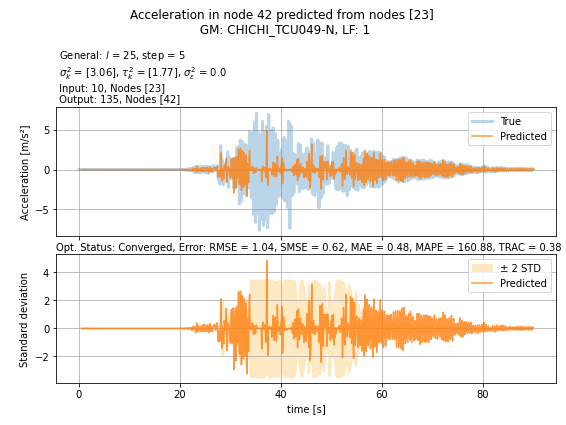 Acceleration in node 42 predicted from nodes [23]
GM: CHICHI_TCU049-N, LF: 1
General: l = 25, step = 5
σ²ₖ = [3.06], τ²ₖ = [1.77], σ²ε = 0.0
Input: 10, Nodes [23]
Output: 135, Nodes [42]
Acceleration [m/s²]
5
0
−5
True
Predicted
Opt. Status: Converged, Error: RMSE = 1.04, SMSE = 0.62, MAE = 0.48, MAPE = 160.88, TRAC = 0.38
Standard deviation
4
2
0
−2
± 2 STD
Predicted
0 20 40 60 80
time [s]